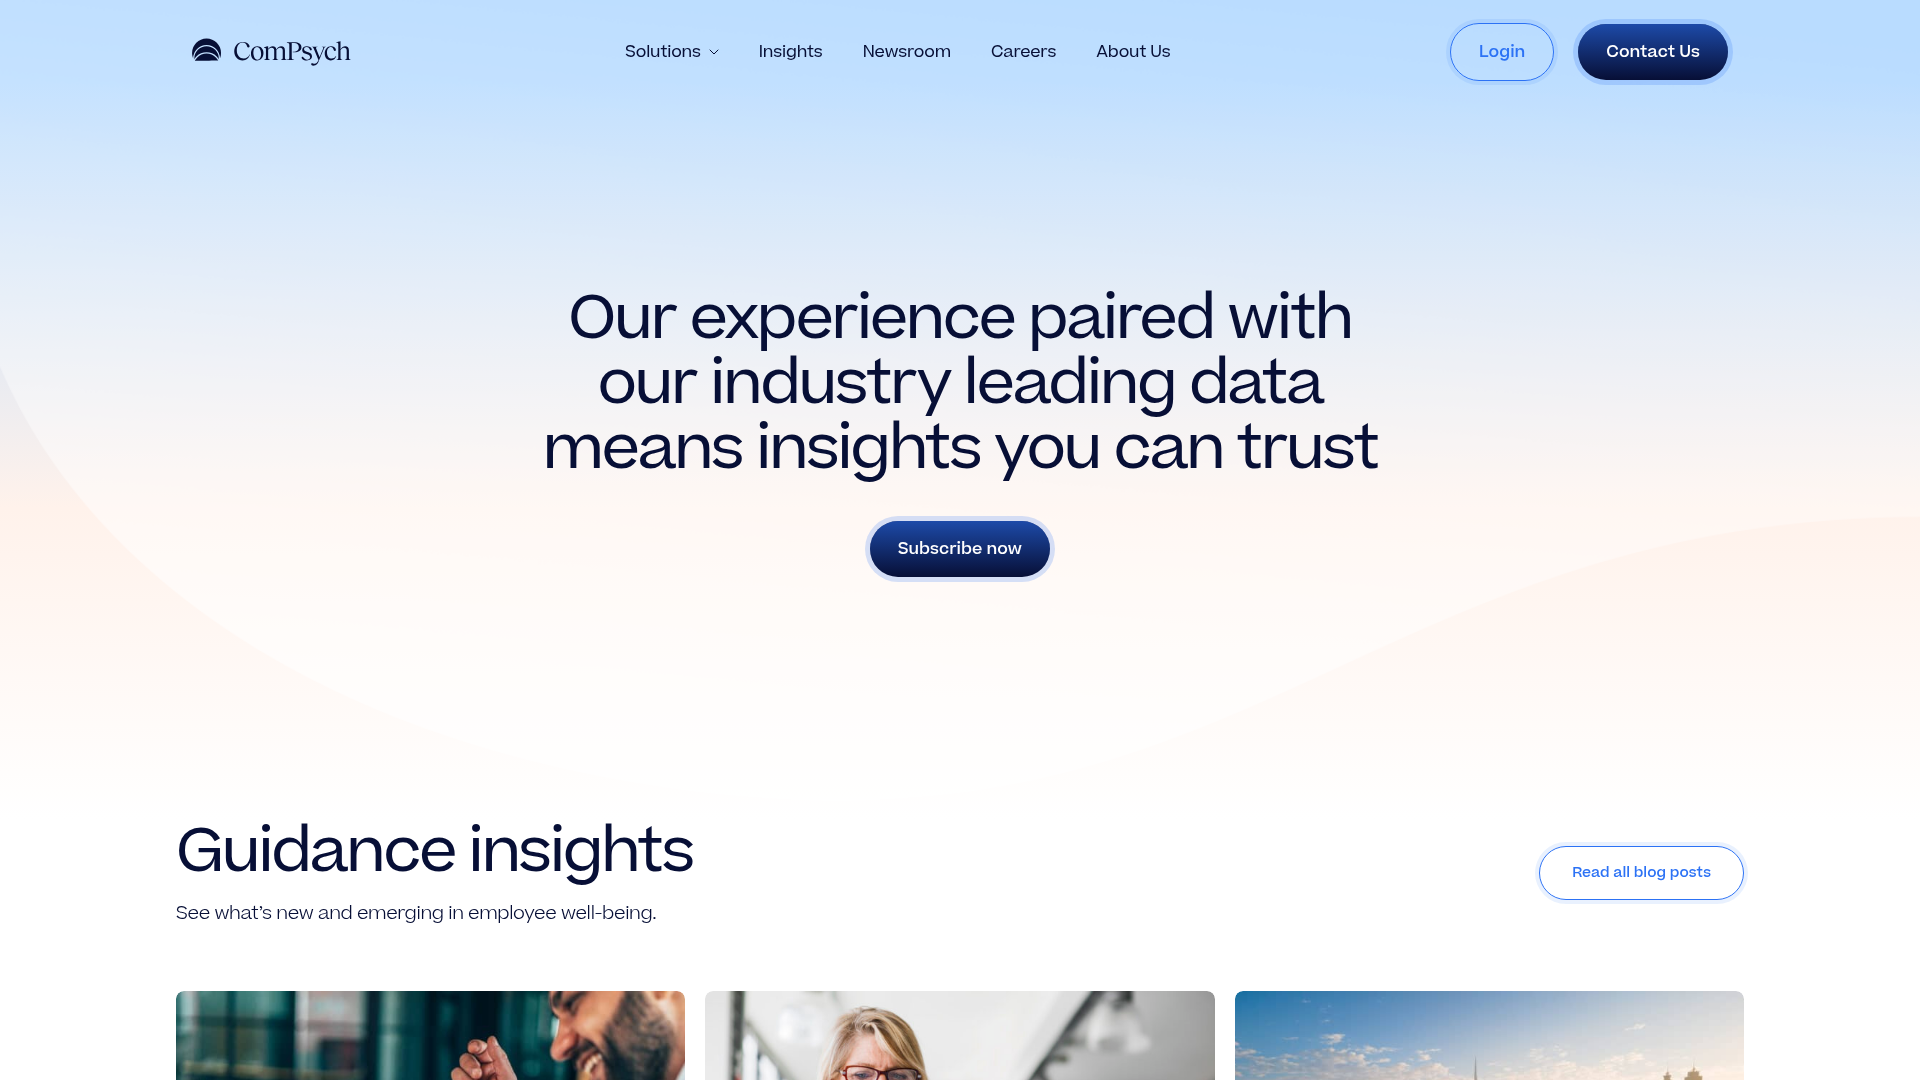 ComPsych
Solutions
Insights
Newsroom
Careers
About Us
Login
Contact Us
Our experience paired with
our industry leading data
means insights you can trust
Subscribe now
Guidance insights
See what’s new and emerging in employee well-being.
Read all blog posts